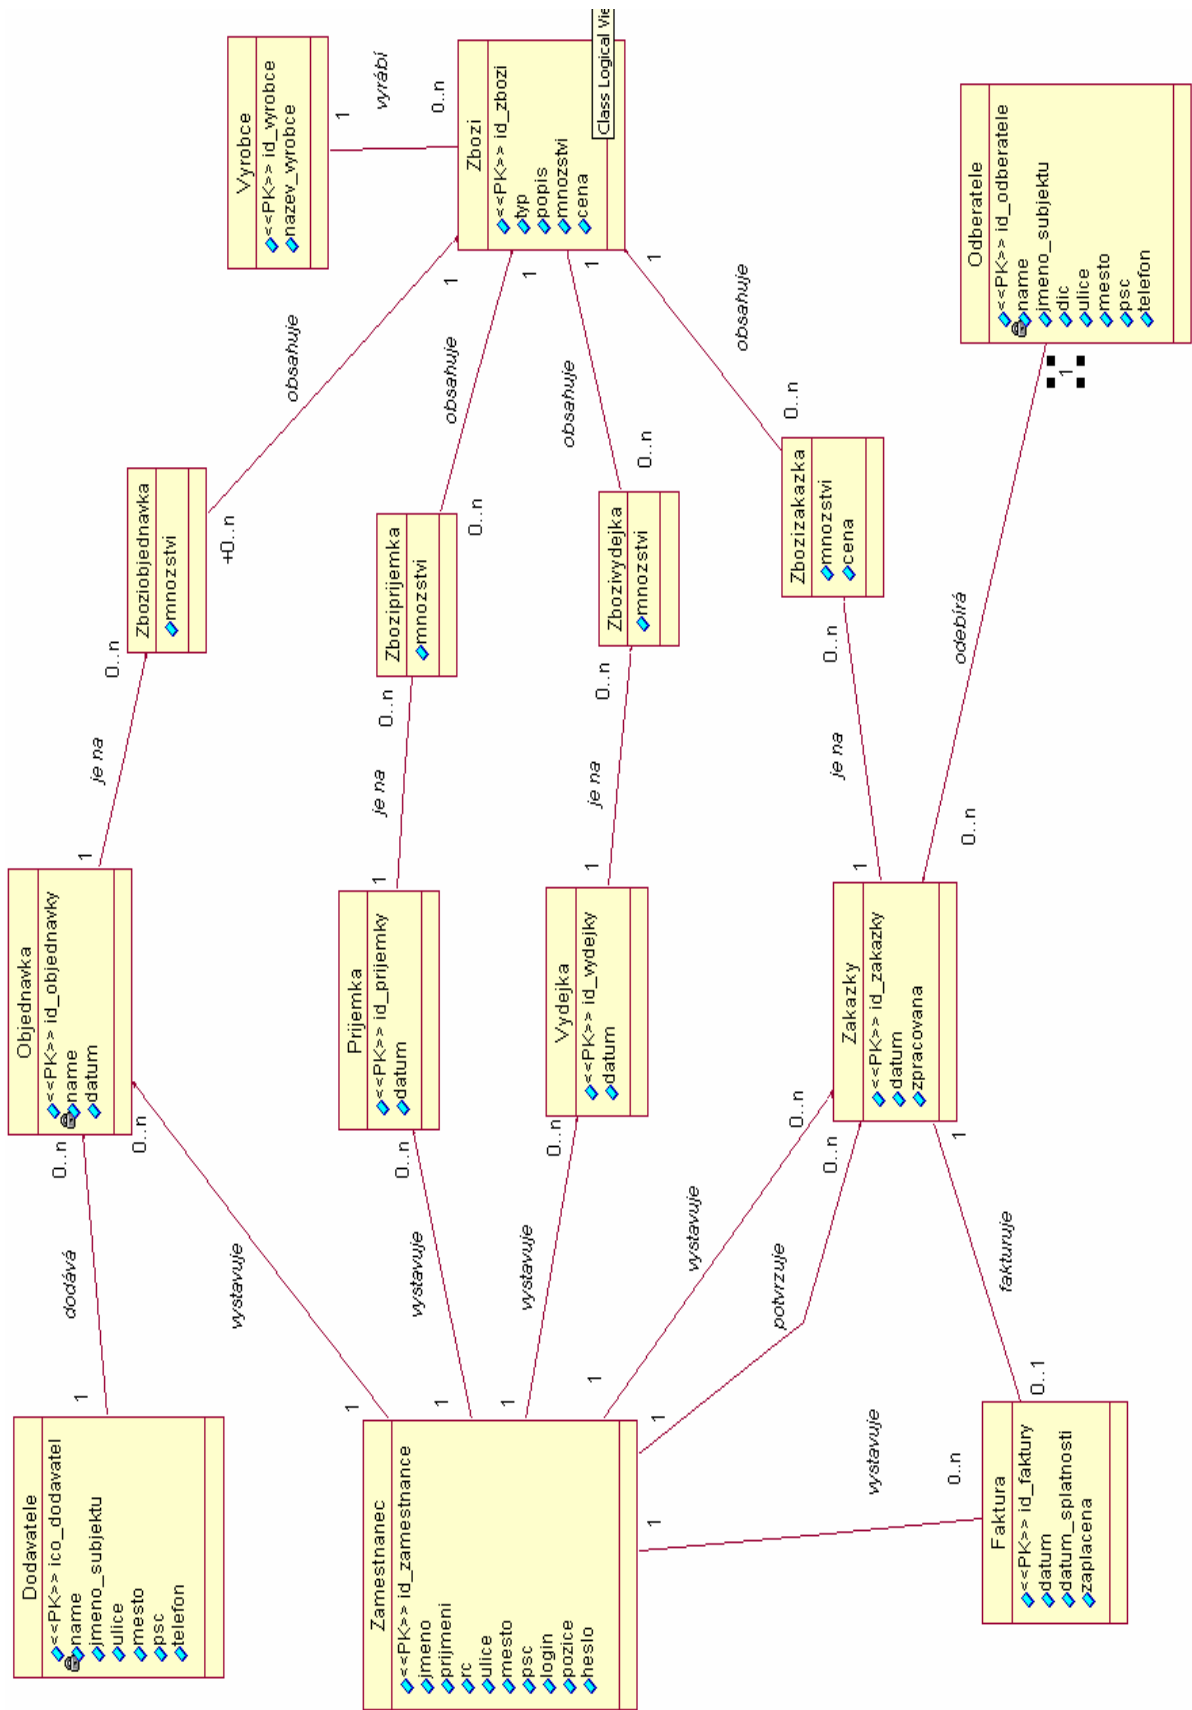 Dodavatele
<<PK>> ico_dodavatel
name
jmeno_subjektu
ulice
mesto
psc
telefon
1
dodává
0..n
Objednavka
<<PK>> id_objednavky
name
datum
1
je na
0..n
Zboziobjednavka
mnozstvi
+0..n
obsahuje
1
Vyrobce
<<PK>> id_vyrobce
nazev_vyrobce
1
vyrábí
0..n
Zbozi
<<PK>> id_zbozi
typ
popis
mnozstvi
cena
Class Logical Vie
Zamestnanec
<<PK>> id_zamestnance
jmeno
prijmeni
rc
ulice
mesto
psc
login
pozice
heslo
1
vystavuje
0..n
1
vystavuje
0..n
Prijemka
<<PK>> id_prijemky
datum
1
je na
0..n
Zboziprijemka
mnozstvi
0..n
obsahuje
1
1
vystavuje
0..n
Vydejka
<<PK>> id_vydejky
datum
1
je na
0..n
Zbozivydejka
mnozstvi
0..n
obsahuje
1
1
vystavuje
0..n
1
potvrzuje
0..n
Zakazky
<<PK>> id_zakazky
datum
zpracovana
1
je na
0..n
Zbozizakazka
mnozstvi
cena
0..n
obsahuje
1
1
vystavuje
0..n
Faktura
<<PK>> id_faktury
datum
datum_splatnosti
zaplacena
0..1
fakturuje
1
0..n
odebírá
1
Odberatele
<<PK>> id_odberatele
name
jmeno_subjektu
dic
ulice
mesto
psc
telefon